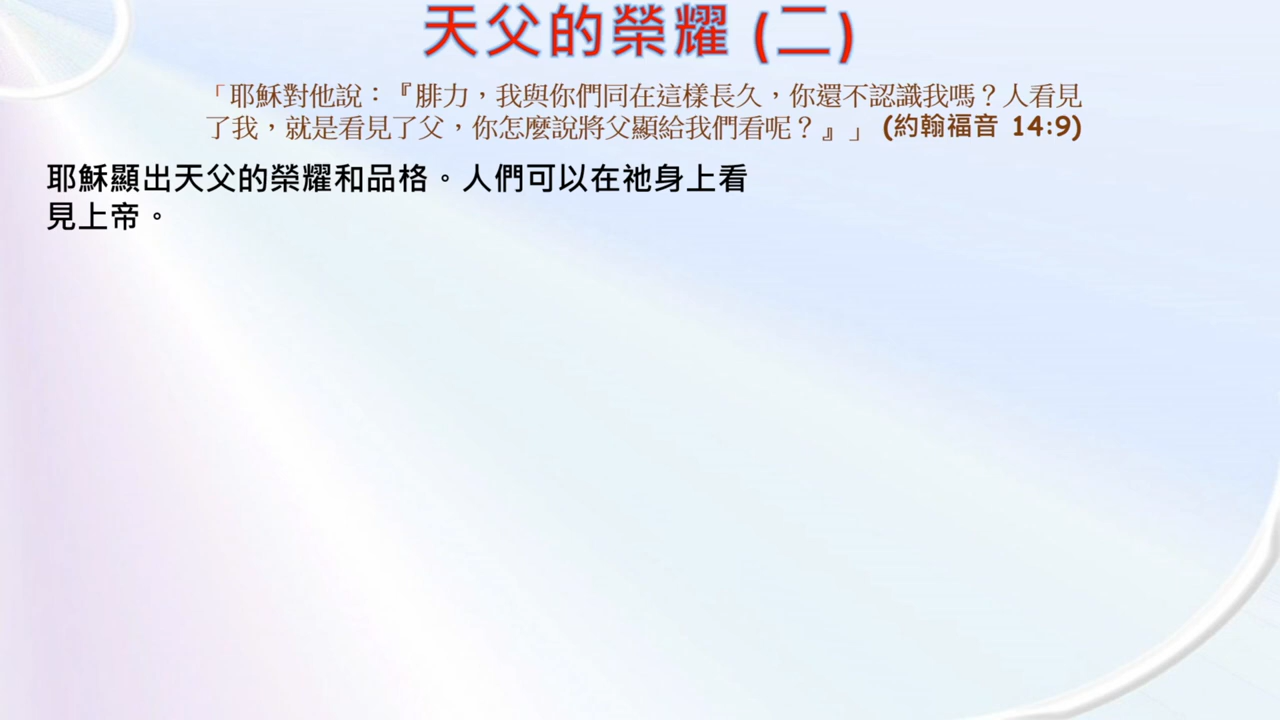 天父的榮耀 (二)
「耶穌對他說：『腓力，我與你們同在這樣長久，你還不認識我嗎？人看見
了我，就是看見了父，你怎麼說將父顯給我們看呢？』」 (約翰福音 14:9)
耶穌顯出天父的榮耀和品格。人們可以在祂身上看
見上帝。